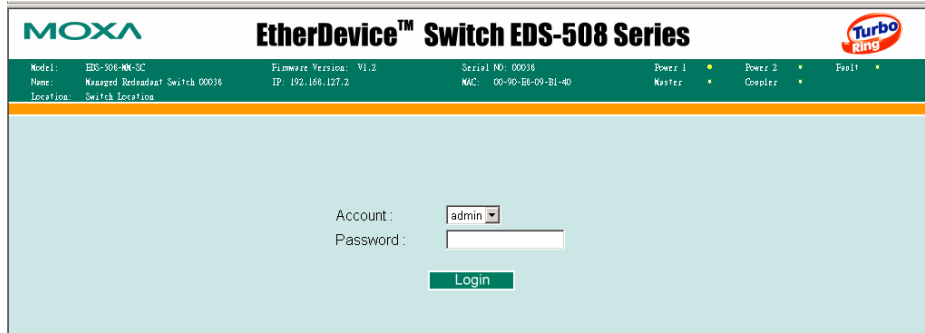 MOXA EtherDevice™ Switch EDS-508 Series Turbo Ring
Model: EDS-508-MM-SC Firmware Version: V1.2 Serial NO: 00038 Power 1 Power 2 Fault
Name: Managed Redundant Switch 00038 IP: 192.168.127.2 MAC: 00-90-E8-09-B1-40 Master Coupler
Location: Switch Location
Account : admin
Password :
Login